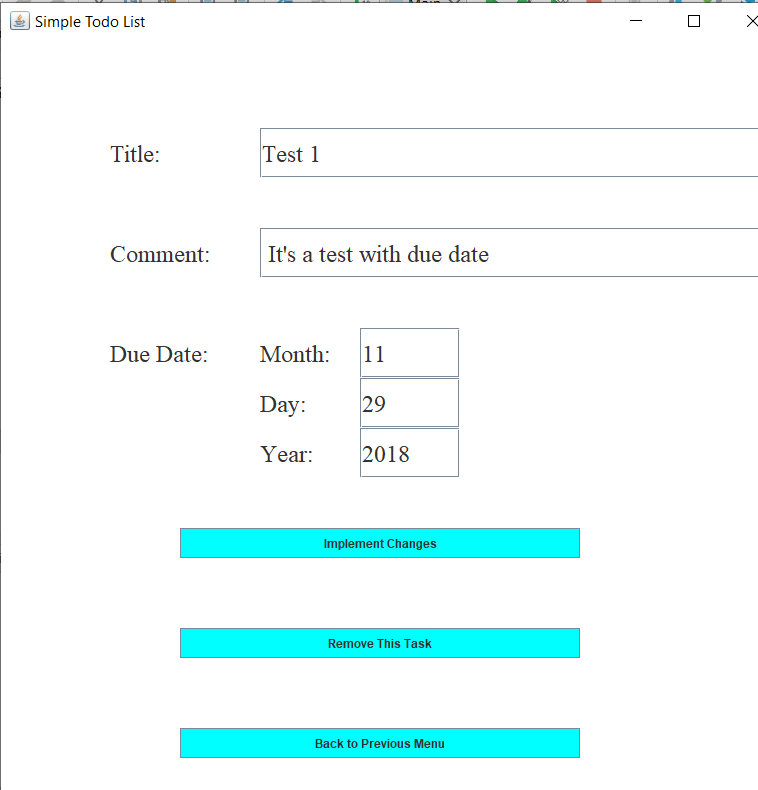 Simple Todo List
Title: Test 1
Comment: It's a test with due date
Due Date: Month: 11
Day: 29
Year: 2018
Implement Changes
Remove This Task
Back to Previous Menu